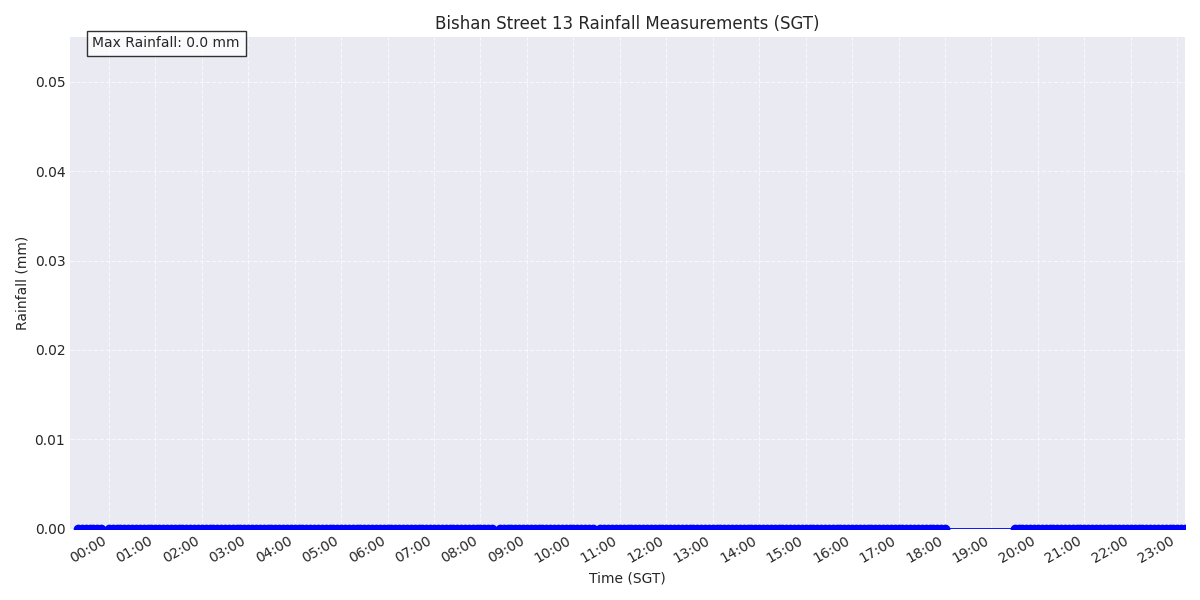 Bishan Street 13 Rainfall Measurements (SGT)
Max Rainfall: 0.0 mm
0.05
0.04
0.03
0.02
0.01
0.00
Rainfall (mm)
00:00 01:00 02:00 03:00 04:00 05:00 06:00 07:00 08:00 09:00 10:00 11:00 12:00 13:00 14:00 15:00 16:00 17:00 18:00 19:00 20:00 21:00 22:00 23:00
Time (SGT)